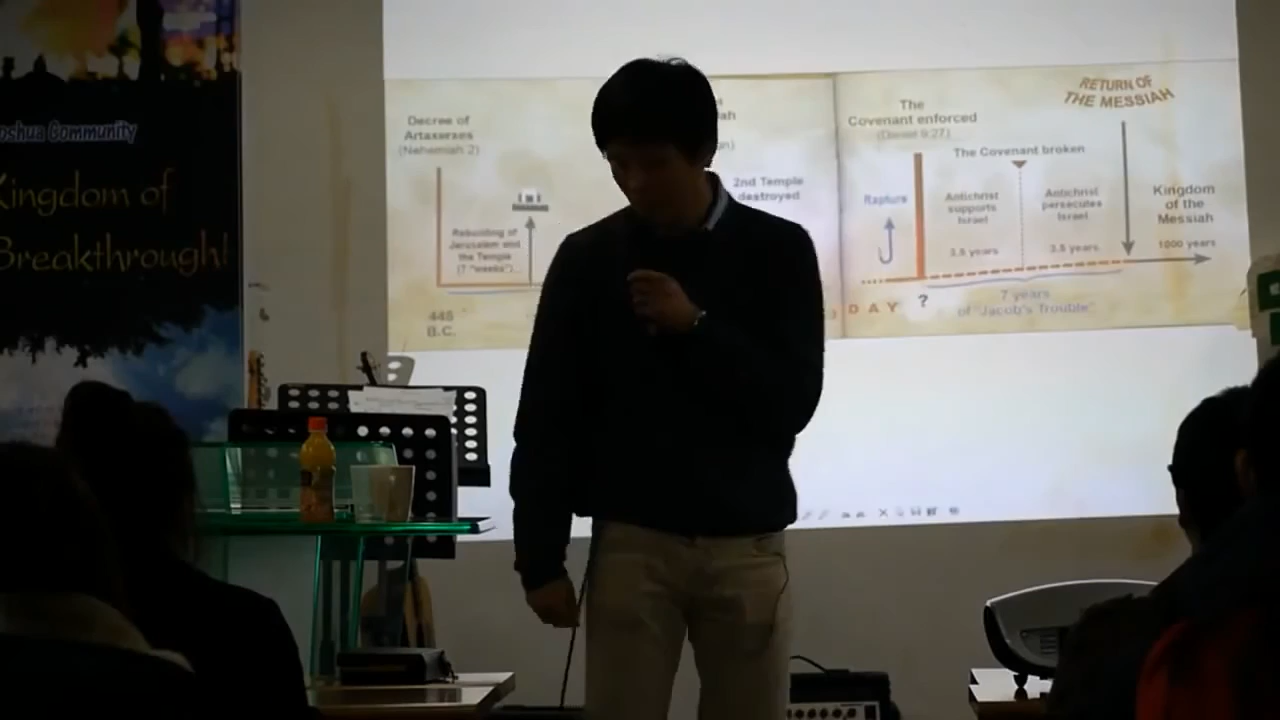 oshua Community
Kingdom of
Breakthrough!
Decree of
Artaxerxes
(Nehemiah 2)
Rebuilding of
Jerusalem and
the Temple
(7 "weeks")
445
B.C.
2nd Temple
destroyed
The
Covenant enforced
(Daniel 9:27)
RETURN OF
THE MESSIAH
The Covenant broken
Rapture
Antichrist
supports
Israel
3.5 years
Antichrist
persecutes
Israel
3.5 years
Kingdom
of the
Messiah
1000 years
DAY
?
7 years
of "Jacob's Trouble"